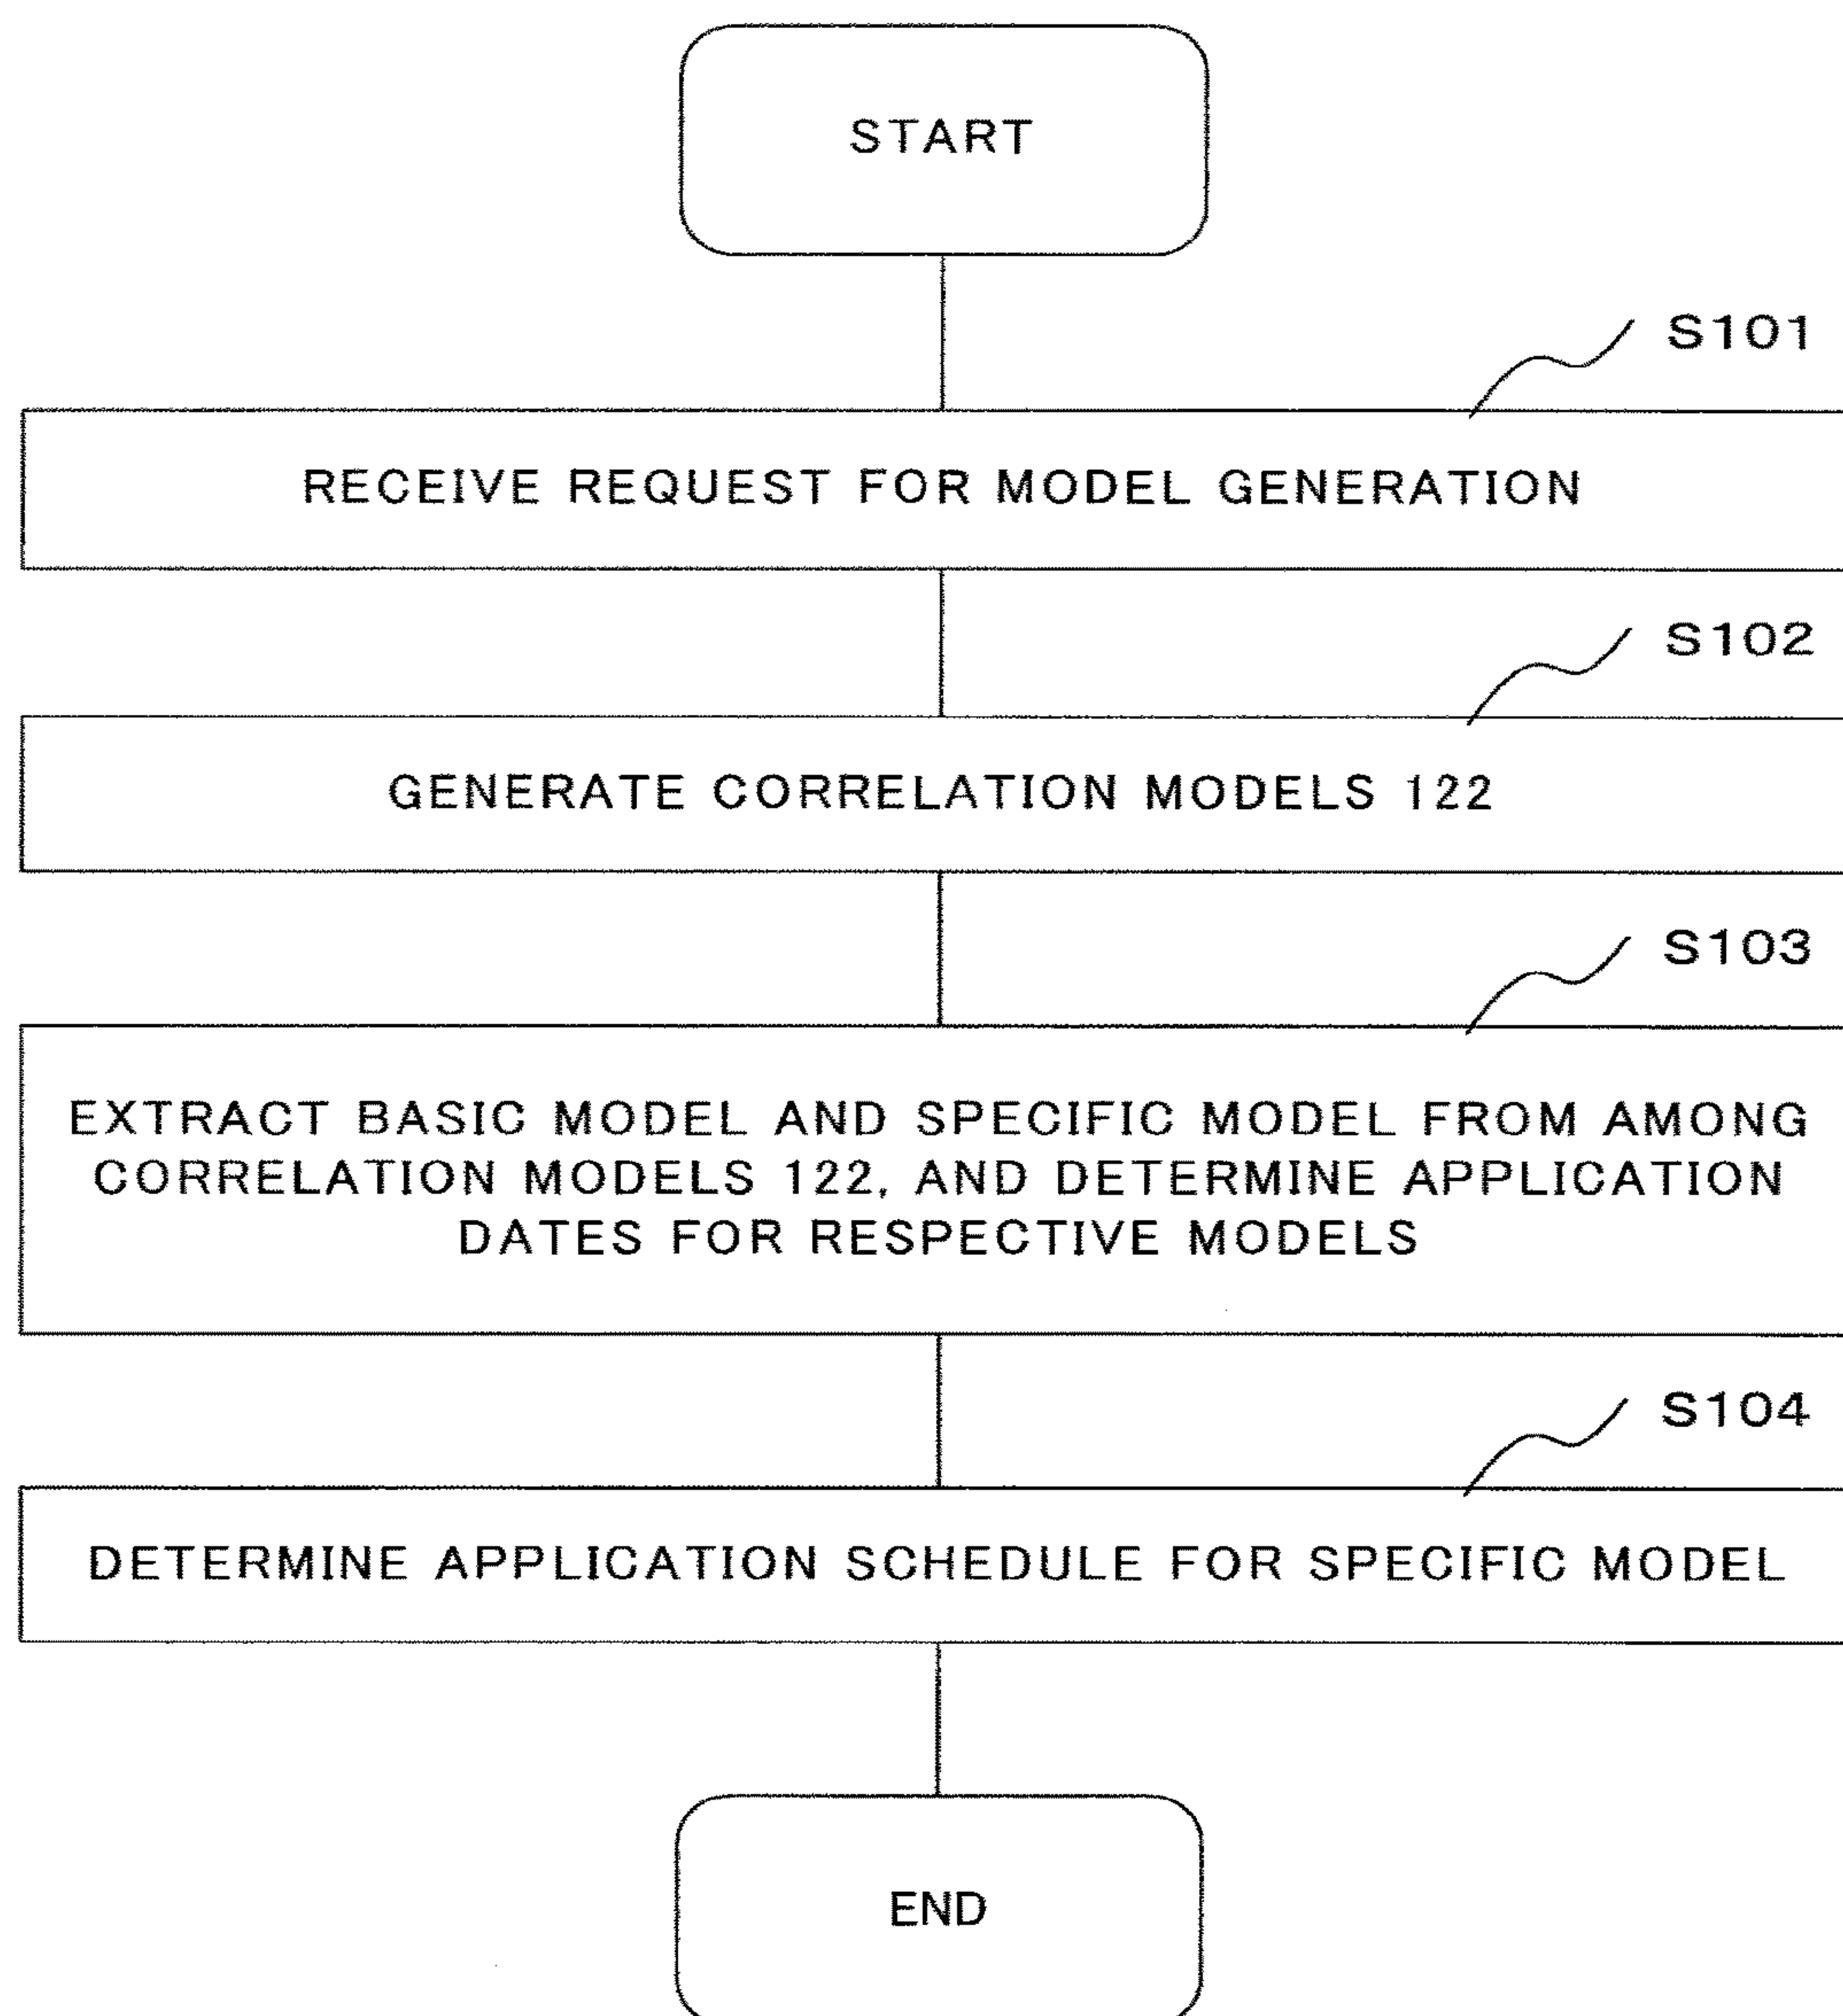 START
S101
RECEIVE REQUEST FOR MODEL GENERATION
S102
GENERATE CORRELATION MODELS 122
S103
EXTRACT BASIC MODEL AND SPECIFIC MODEL FROM AMONG
CORRELATION MODELS 122, AND DETERMINE APPLICATION
DATES FOR RESPECTIVE MODELS
S104
DETERMINE APPLICATION SCHEDULE FOR SPECIFIC MODEL
END